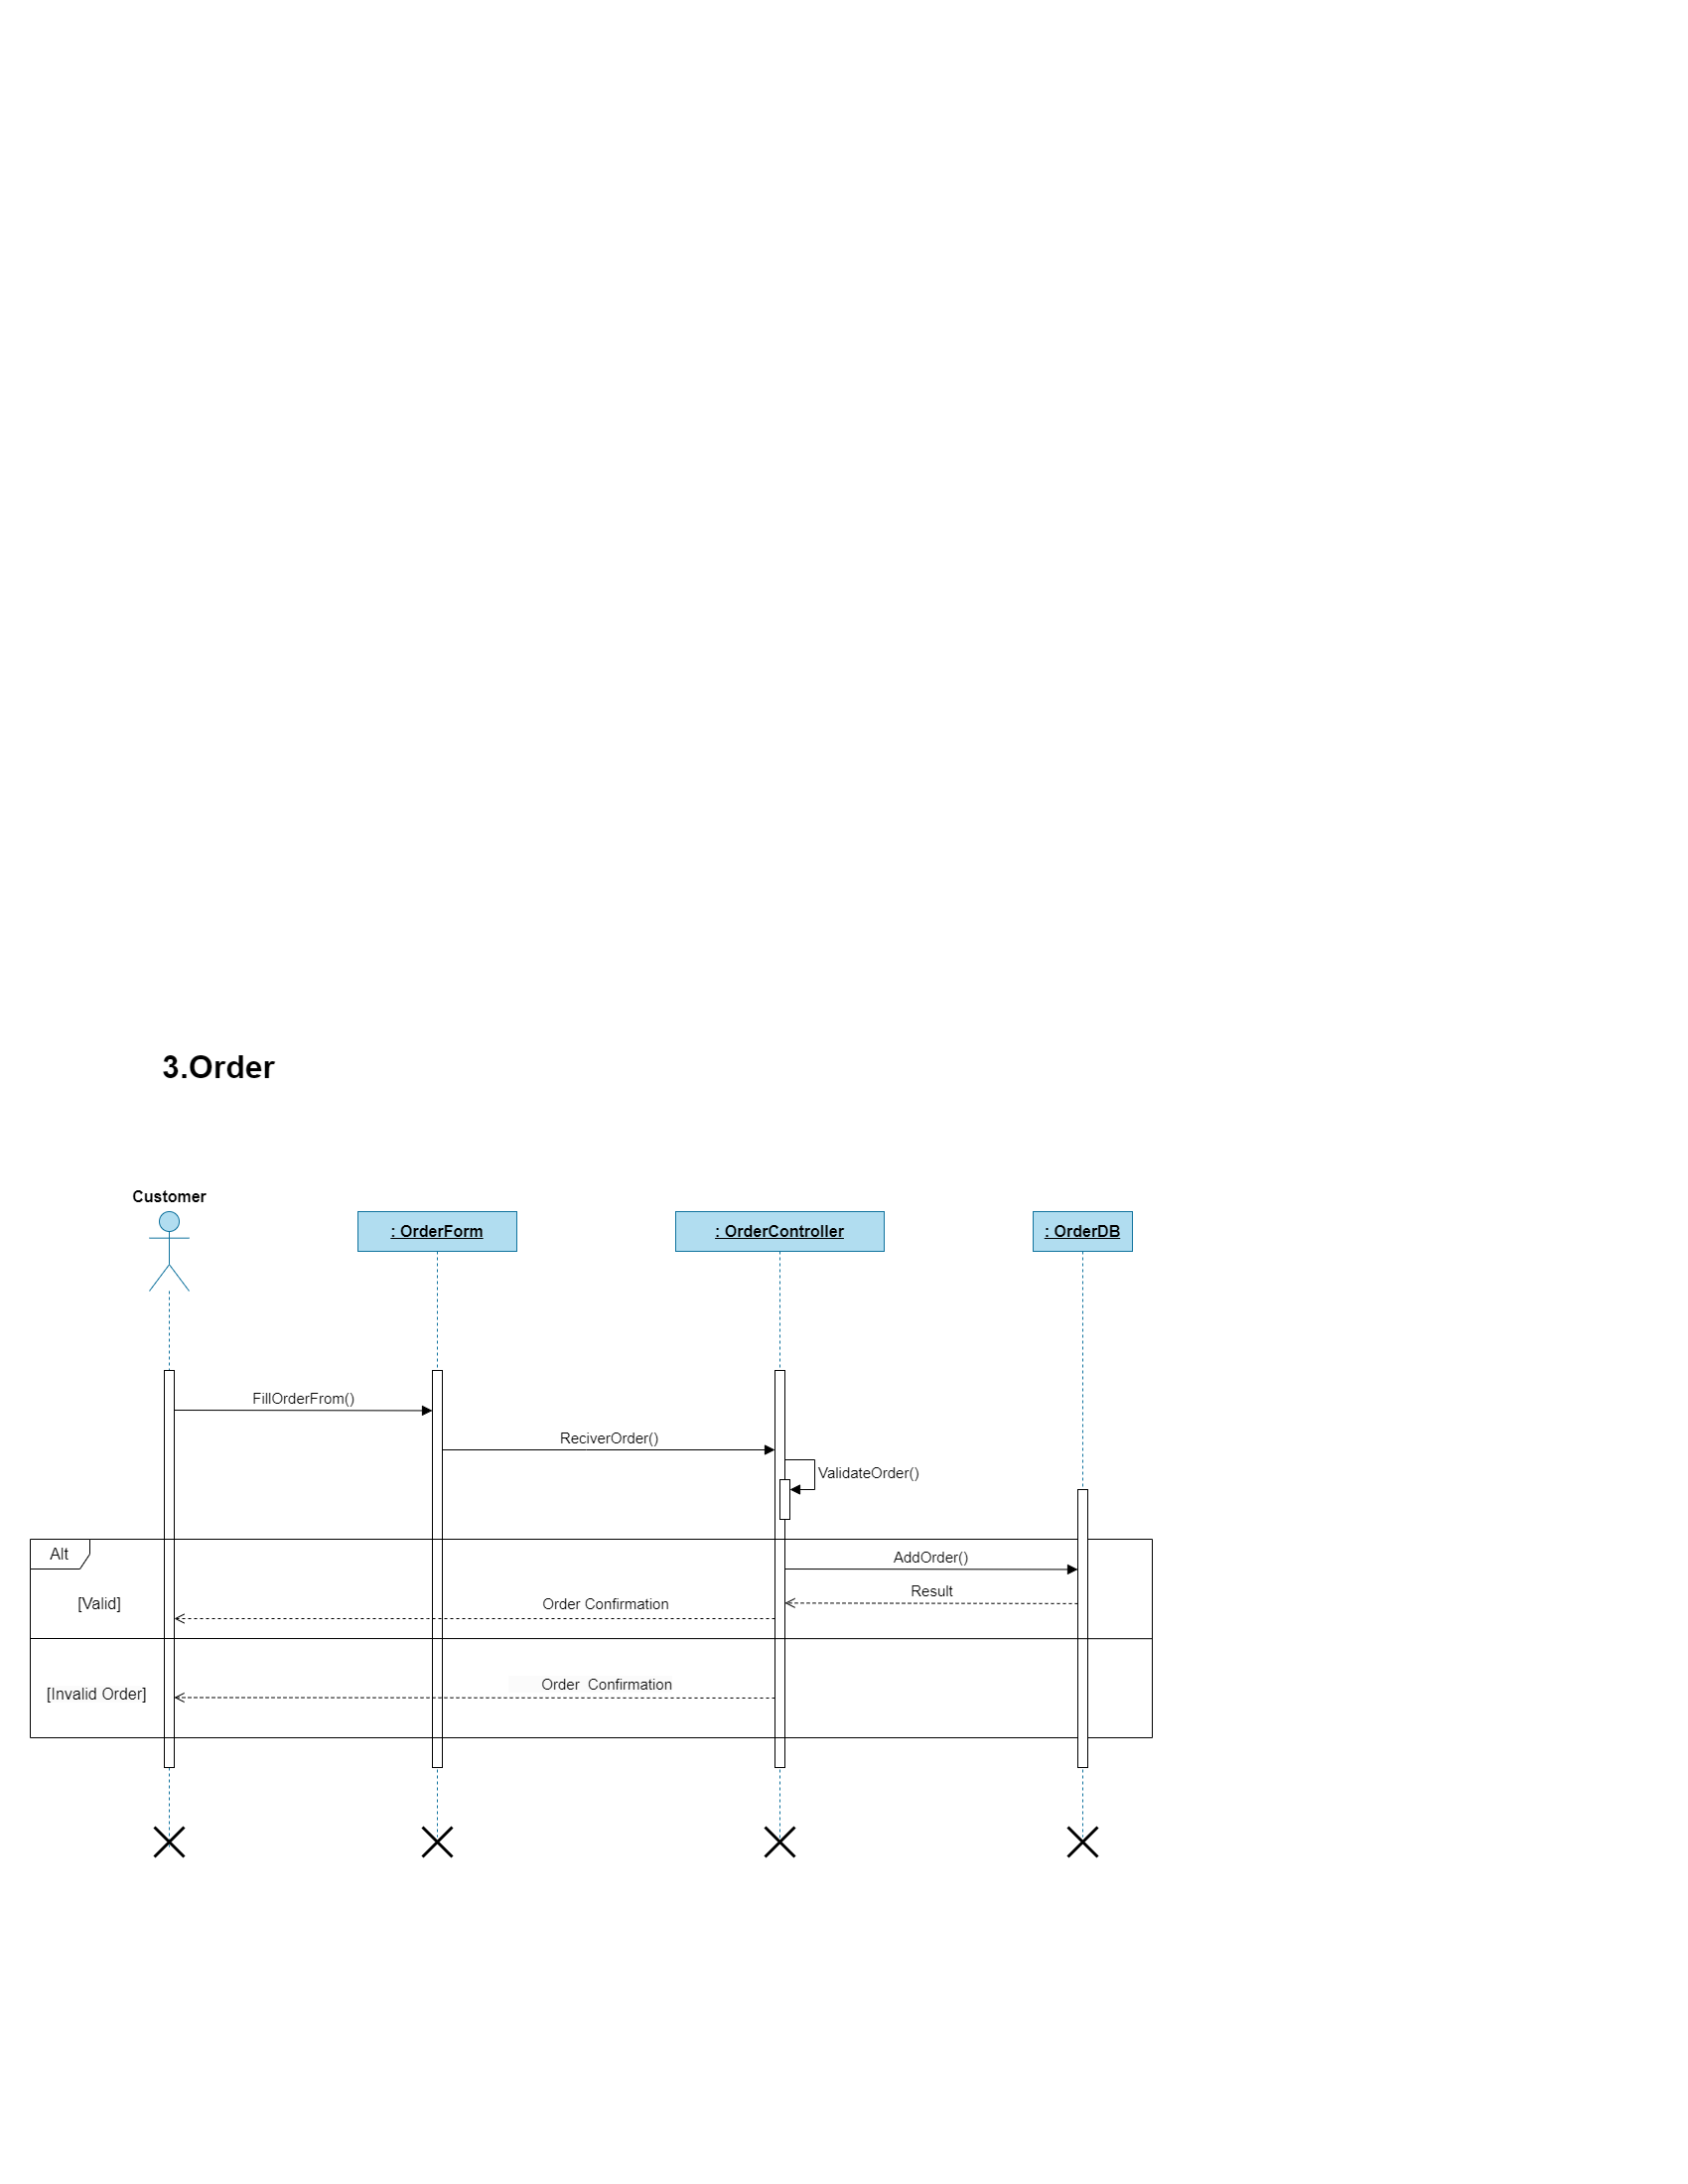 3.Order
Customer
: OrderForm
: OrderController
: OrderDB
FillOrderFrom()
ReciverOrder()
ValidateOrder()
Alt
AddOrder()
Result
[Valid]
Order Confirmation
Order  Confirmation
[Invalid Order]